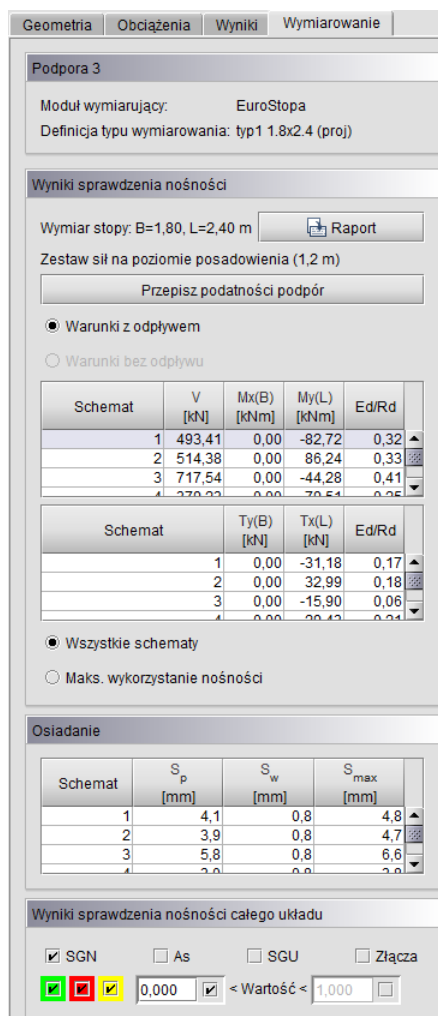 Geometria Obciążenia Wyniki Wymiarowanie
Podpora 3
Moduł wymiarujący: EuroStopa
Definicja typu wymiarowania: typ1 1.8x2.4 (proj)
Wyniki sprawdzenia nośności
Wymiar stopy: B=1,80, L=2,40 m Raport
Zestaw sił na poziomie posadowienia (1,2 m)
Przepisz podatności podpór
Warunki z odpływem
Warunki bez odpływu
Schemat V [kN] Mx(B) [kNm] My(L) [kNm] Ed/Rd
1 493,41 0,00 -82,72 0,32
2 514,38 0,00 86,24 0,33
3 717,54 0,00 -44,28 0,41
Schemat Ty(B) [kN] Tx(L) [kN] Ed/Rd
1 0,00 -31,18 0,17
2 0,00 32,99 0,18
3 0,00 -15,90 0,06
Wszystkie schematy
Maks. wykorzystanie nośności
Osiadanie
Schemat Sp [mm] Sw [mm] Smax [mm]
1 4,1 0,8 4,8
2 3,9 0,8 4,7
3 5,8 0,8 6,6
Wyniki sprawdzenia nośności całego układu
SGN As SGU Złącza
0,000 < Wartość < 1,000